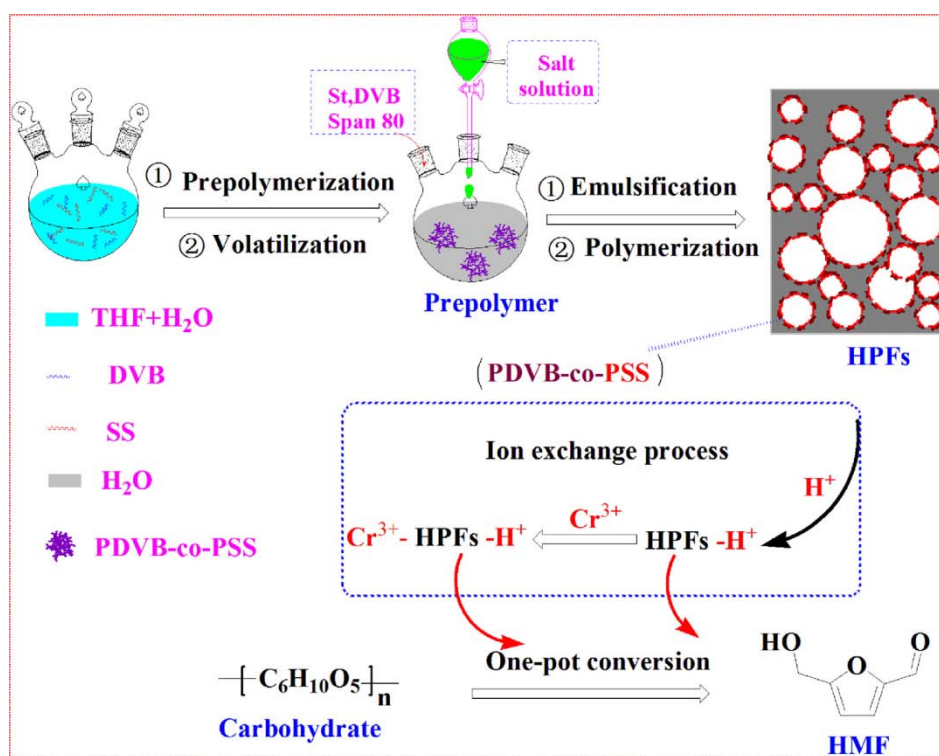 Salt
solution
St,DVB
Span 80
① Prepolymerization
② Volatilization
① Emulsification
② Polymerization
Prepolymer
HPFs
THF+H₂O
DVB
SS
H₂O
PDVB-co-PSS
(PDVB-co-PSS)
Ion exchange process
H⁺
Cr³⁺- HPFs -H⁺
Cr³⁺
HPFs -H⁺
One-pot conversion
-[C₆H₁₀O₅]n
Carbohydrate
HO
O
O
HMF